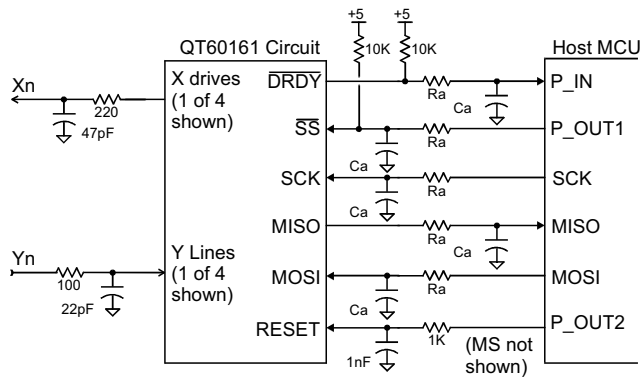 +5
+5
10K
10K
QT60161 Circuit
Host MCU
Xn
220
47pF
X drives
(1 of 4
shown)
DRDY
Ra
Ca
P_IN
SS
Ca
Ra
P_OUT1
SCK
Ca
Ra
SCK
MISO
Ra
Ca
MISO
Yn
100
22pF
Y Lines
(1 of 4
shown)
MOSI
Ca
Ra
MOSI
RESET
1nF
1K
P_OUT2
(MS not
shown)